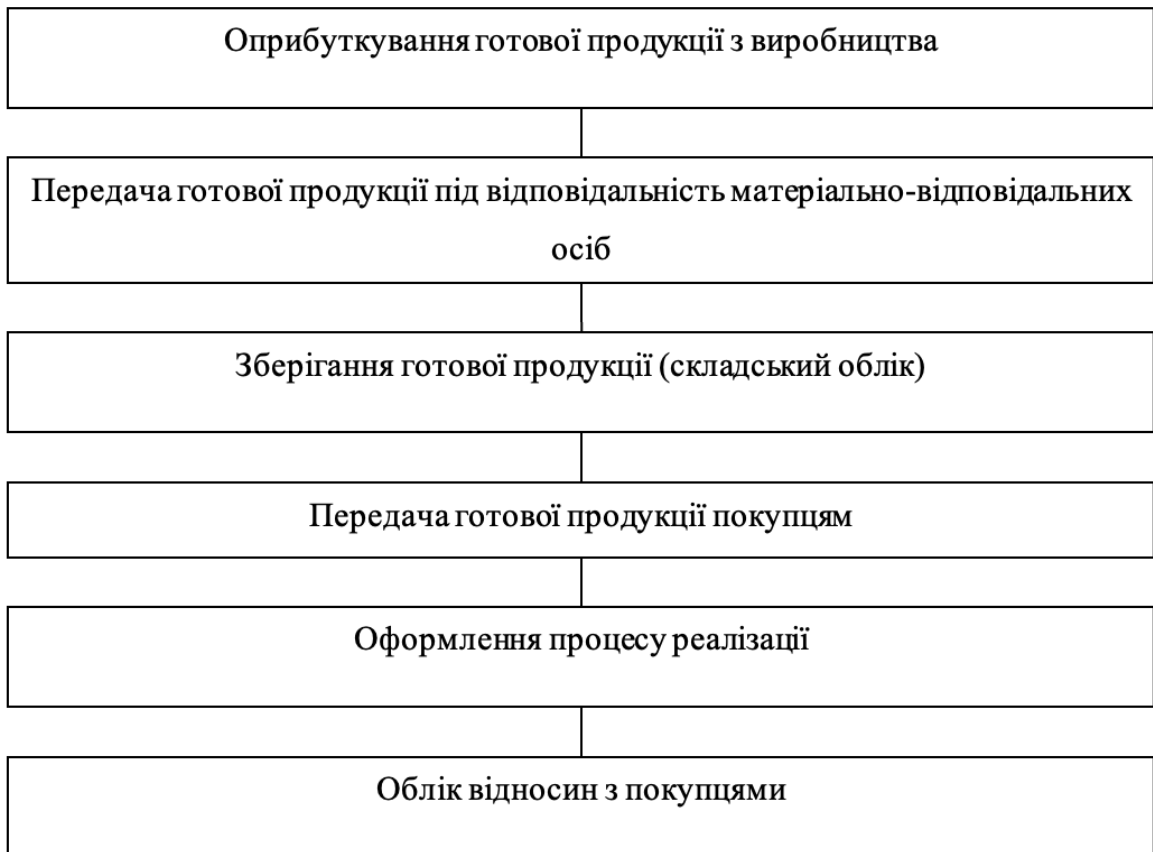 Оприбуткування готової продукції з виробництва
Передача готової продукції під відповідальність матеріально-відповідальних
осіб
Зберігання готової продукції (складський облік)
Передача готової продукції покупцям
Оформлення процесу реалізації
Облік відносин з покупцями